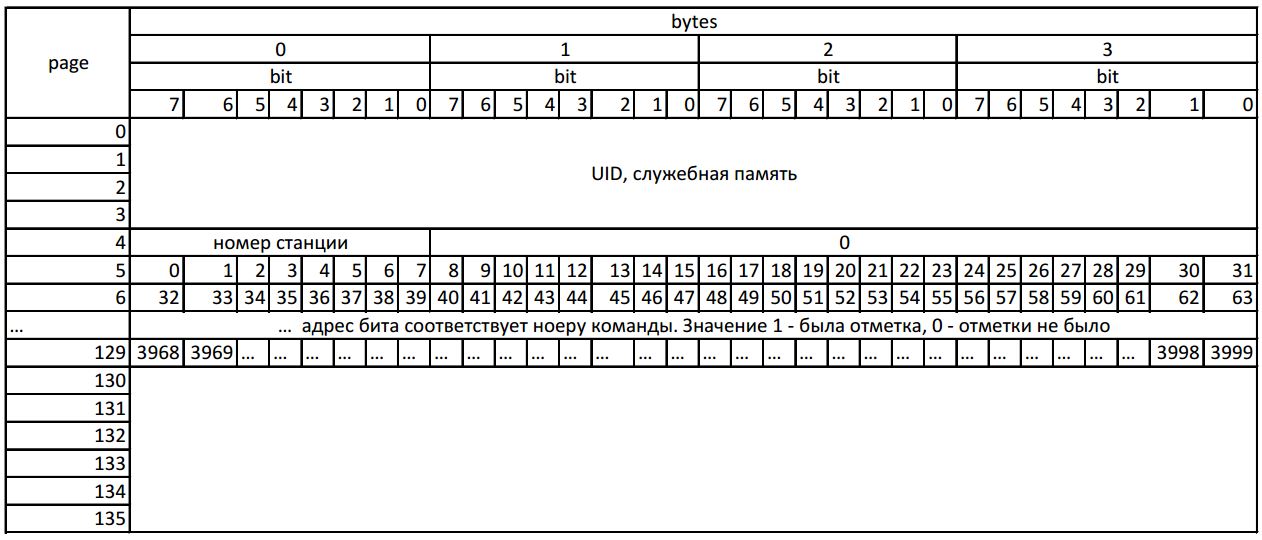 bytes
page 0 1 2 3
bit bit bit bit
7 6 5 4 3 2 1 0 7 6 5 4 3 2 1 0 7 6 5 4 3 2 1 0 7 6 5 4 3 2 1 0
0
1
UID, служебная память
2
3
4 номер станции 0
5 0 1 2 3 4 5 6 7 8 9 10 11 12 13 14 15 16 17 18 19 20 21 22 23 24 25 26 27 28 29 30 31
6 32 33 34 35 36 37 38 39 40 41 42 43 44 45 46 47 48 49 50 51 52 53 54 55 56 57 58 59 60 61 62 63
... ... адрес бита соответствует ноеру команды. Значение 1 - была отметка, 0 - отметки не было
129 3968 3969 ... ... ... ... ... ... ... ... ... ... ... ... ... ... ... ... ... ... ... ... ... ... ... ... ... ... ... ... 3998 3999
130
131
132
133
134
135